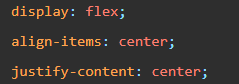 display: flex;
align-items: center;
justify-content: center;